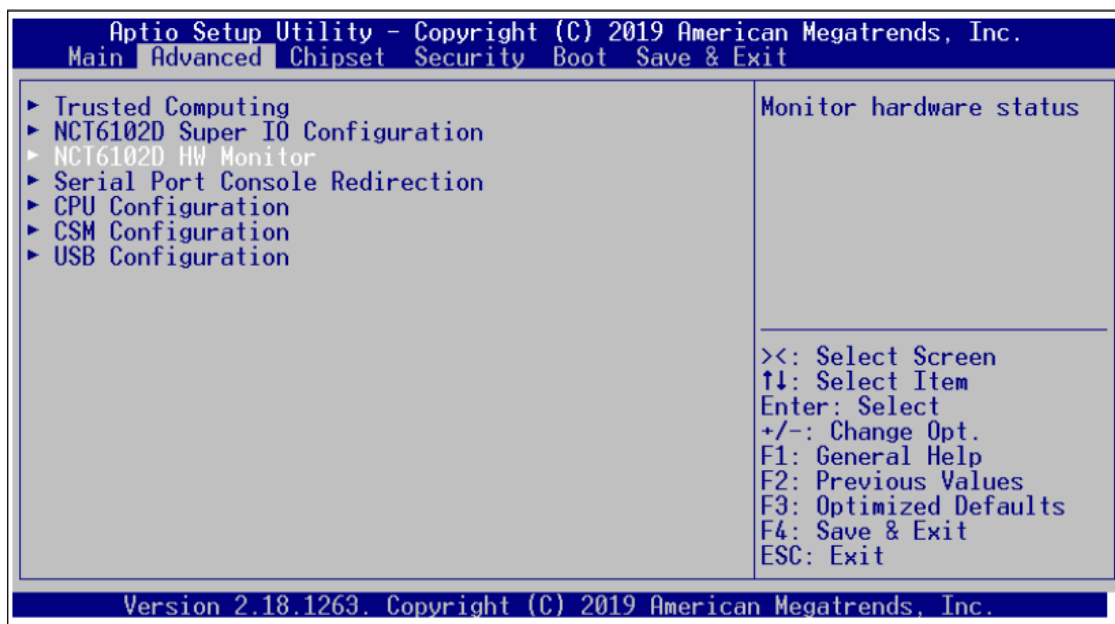 Aptio Setup Utility – Copyright (C) 2019 American Megatrends, Inc.
Main Advanced Chipset Security Boot Save & Exit
► Trusted Computing
► NCT6102D Super IO Configuration
► NCT6102D HW Monitor
► Serial Port Console Redirection
► CPU Configuration
► CSM Configuration
► USB Configuration
Monitor hardware status
><: Select Screen
↑↓: Select Item
Enter: Select
+/-: Change Opt.
F1: General Help
F2: Previous Values
F3: Optimized Defaults
F4: Save & Exit
ESC: Exit
Version 2.18.1263. Copyright (C) 2019 American Megatrends, Inc.